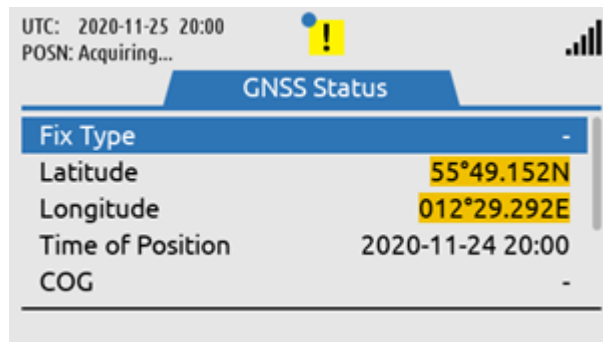 UTC: 2020-11-25 20:00
POSN: Acquiring...
!
GNSS Status
Fix Type -
Latitude 55°49.152N
Longitude 012°29.292E
Time of Position 2020-11-24 20:00
COG -